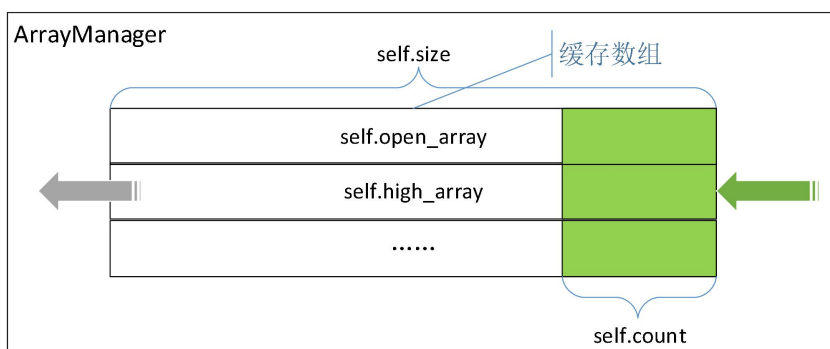 ArrayManager
self.size
缓存数组
self.open_array
self.high_array
......
self.count